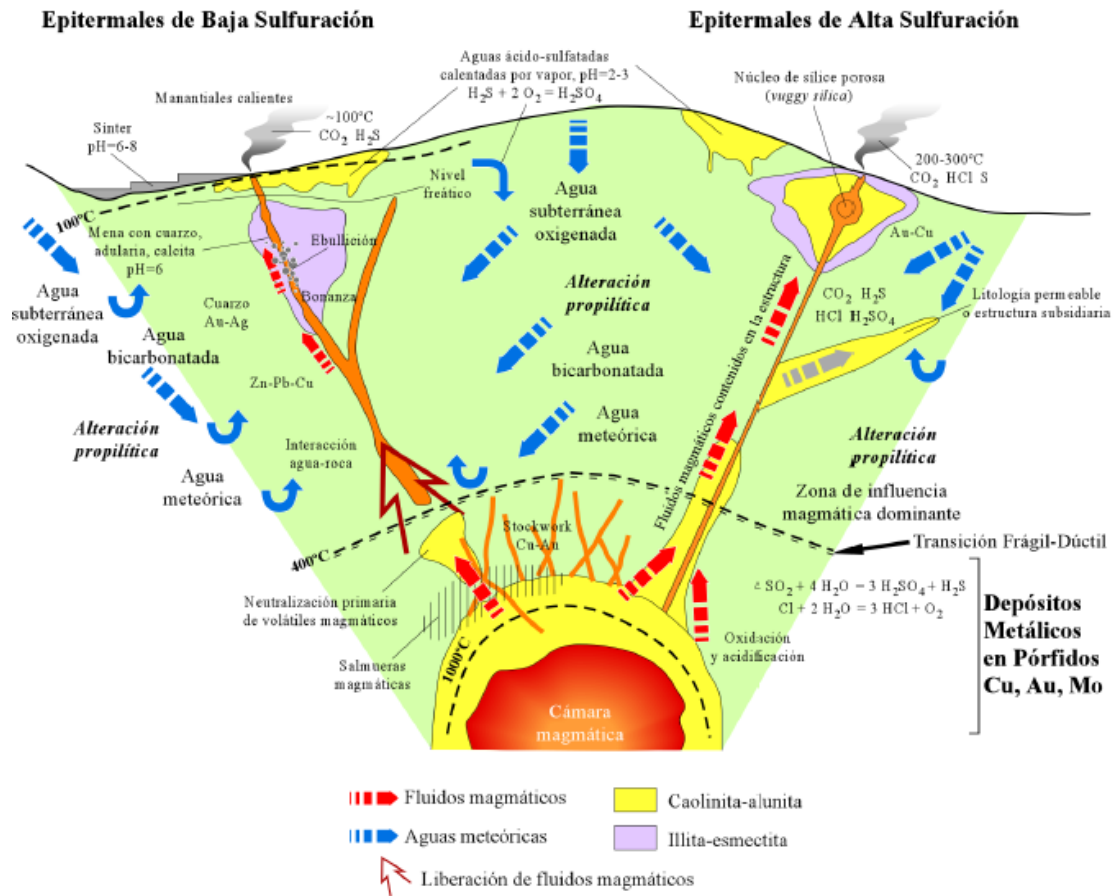 Epitermales de Baja Sulfuración
Epitermales de Alta Sulfuración
Aguas ácido-sulfatadas
calentadas por vapor, pH=2-3
H₂S + 2 O₂ = H₂SO₄
Núcleo de sílice porosa
(vuggy silica)
Manantiales calientes
~100ºC
CO₂ H₂S
Sinter
pH=6-8
200-300ºC
CO₂ HCl S
Nivel
freático
100ºC
Agua
subterránea
oxigenada
Mena con cuarzo,
adularia, calcita
pH=6
Ebullición
Au-Cu
Bonanza
Cuarzo
Au-Ag
Agua
subterránea
oxigenada
Alteración
propilítica
CO₂ H₂S
HCl H₂SO₄
Litología permeable
o estructura subsidiaria
Agua
bicarbonatada
Agua
bicarbonatada
Zn-Pb-Cu
Fluidos magmáticos contenidos en la estructura
Alteración
propilítica
Interacción
agua-roca
Agua
meteórica
Alteración
propilítica
Agua
meteórica
Zona de influencia
magmática dominante
Stockwork
Cu-Au
400ºC
Transición Frágil-Dúctil
SO₂ + 4 H₂O = 3 H₂SO₄ + H₂S
Cl + 2 H₂O = 3 HCl + O₂
Neutralización primaria
de volátiles magmáticos
Depósitos
Metálicos
en Pórfidos
Cu, Au, Mo
Oxidación
y acidificación
1000ºC
Salmueras
magmáticas
Cámara
magmática
Fluidos magmáticos
Caolinita-alunita
Aguas meteóricas
Illita-esmectita
Liberación de fluidos magmáticos